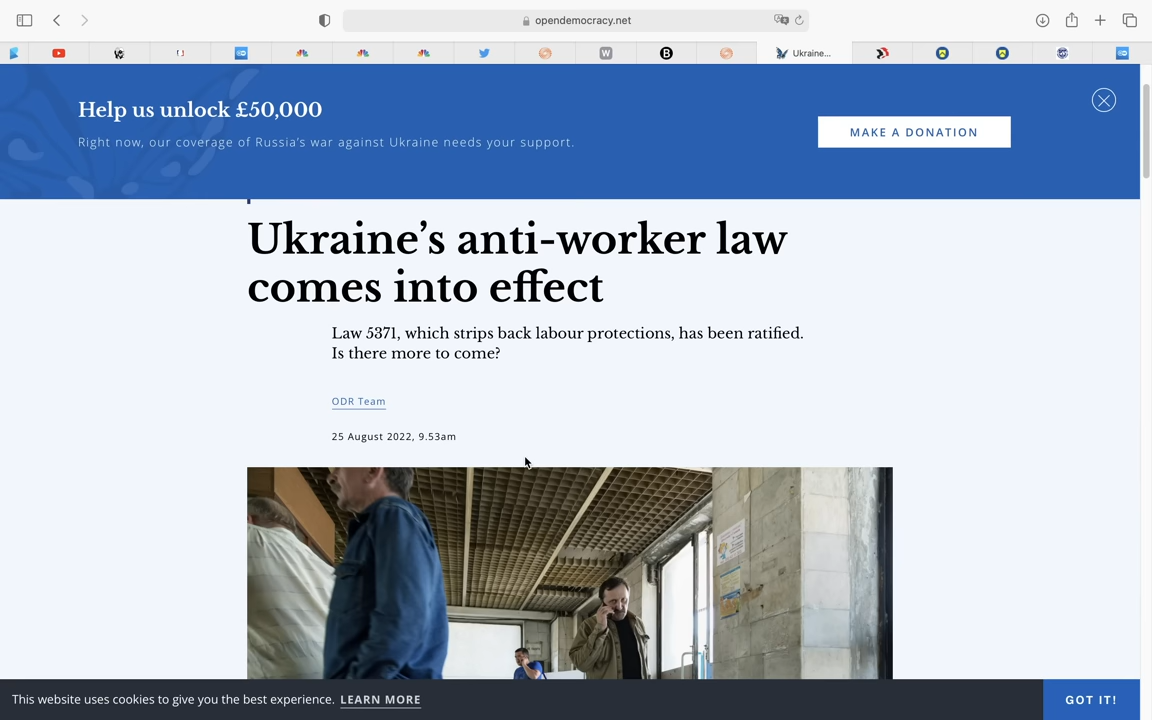 opendemocracy.net
W
B
Ukraine...
Help us unlock £50,000
Right now, our coverage of Russia's war against Ukraine needs your support.
MAKE A DONATION
Ukraine's anti-worker law
comes into effect
Law 5371, which strips back labour protections, has been ratified.
Is there more to come?
ODR Team
25 August 2022, 9.53am
This website uses cookies to give you the best experience. LEARN MORE
GOT IT!